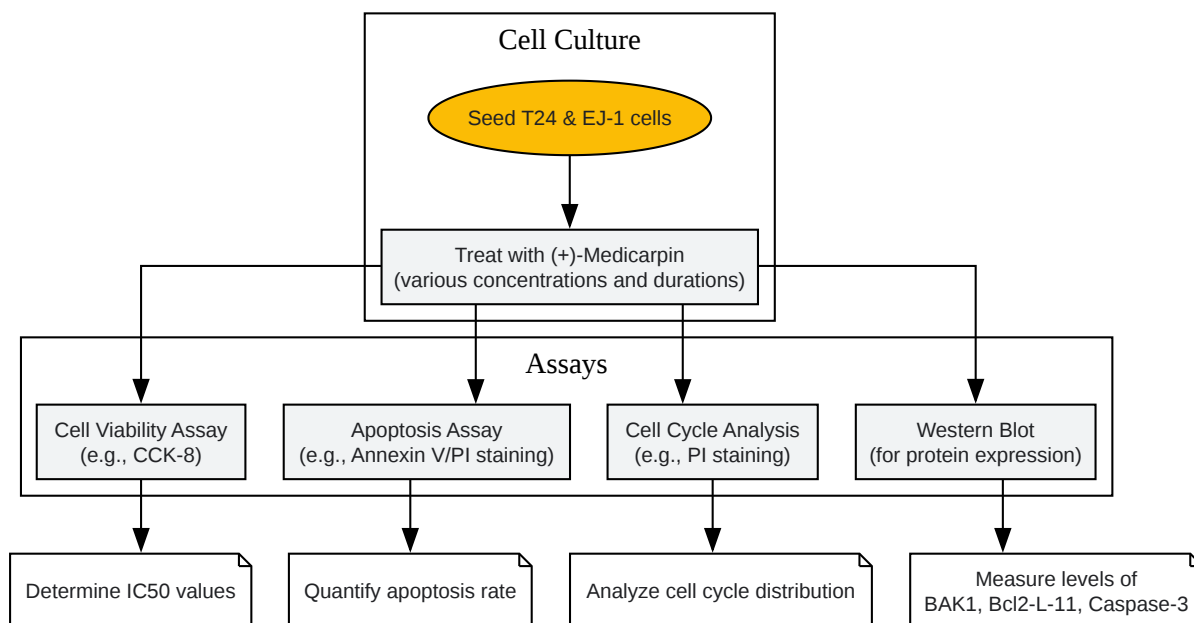 Cell Culture
Seed T24 & EJ-1 cells
Treat with (+)-Medicarpin
(various concentrations and durations)
Assays
Cell Viability Assay
(e.g., CCK-8)
Apoptosis Assay
(e.g., Annexin V/PI staining)
Cell Cycle Analysis
(e.g., PI staining)
Western Blot
(for protein expression)
Determine IC50 values
Quantify apoptosis rate
Analyze cell cycle distribution
Measure levels of
BAK1, Bcl2-L-11, Caspase-3